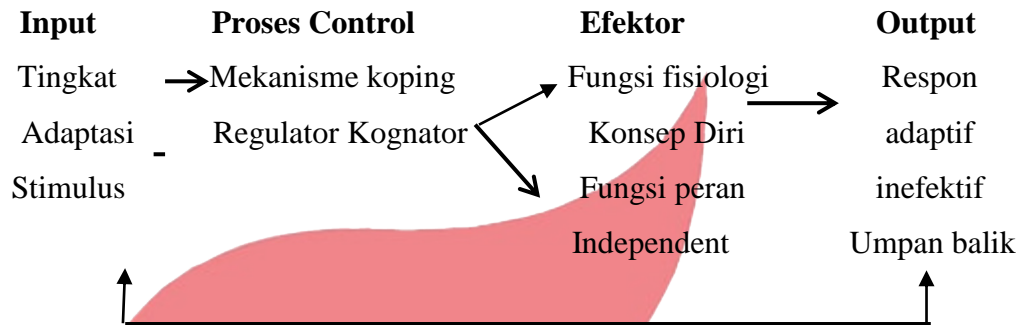 Input Proses Control Efektor Output
Tingkat Mekanisme koping Fungsi fisiologi Respon
Adaptasi Regulator Kognator Konsep Diri adaptif
Stimulus Fungsi peran inefektif
Independent Umpan balik